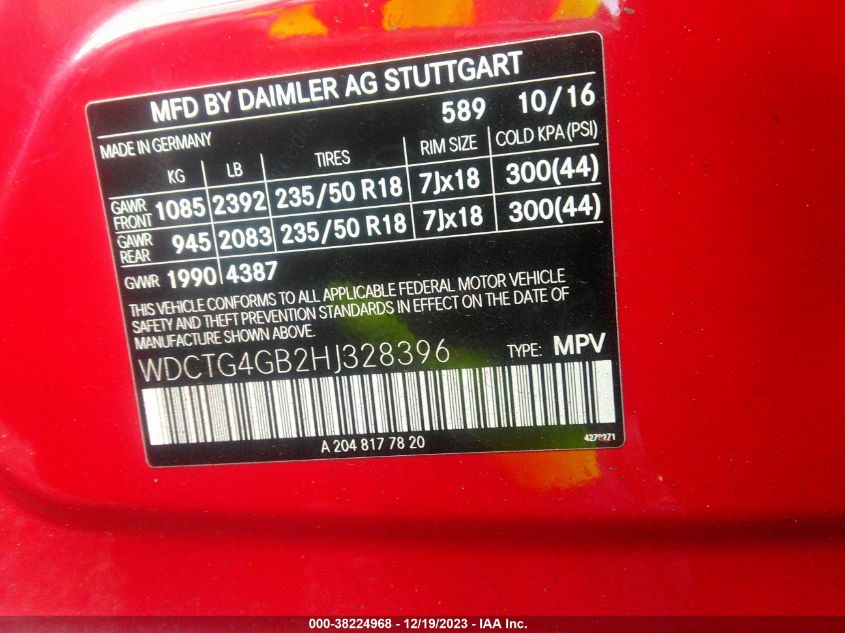 MFD BY DAIMLER AG STUTTGART
589 10/16
MADE IN GERMANY
KG LB TIRES RIM SIZE COLD KPA (PSI)
GAWR FRONT 1085 2392 235/50 R18 7Jx18 300(44)
GAWR REAR 945 2083 235/50 R18 7Jx18 300(44)
GVWR 1990 4387
THIS VEHICLE CONFORMS TO ALL APPLICABLE FEDERAL MOTOR VEHICLE
SAFETY AND THEFT PREVENTION STANDARDS IN EFFECT ON THE DATE OF
MANUFACTURE SHOWN ABOVE.
WDCTG4GB2HJ328396 TYPE: MPV
A 204 817 78 20
000-38224968 - 12/19/2023 - IAA Inc.